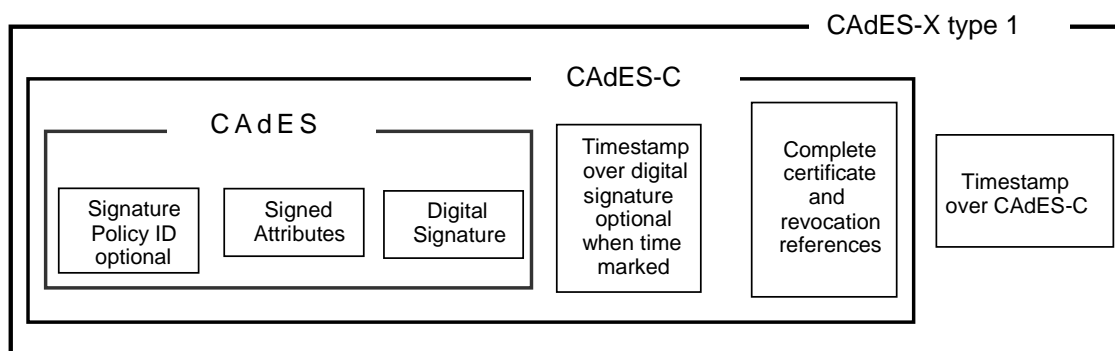 CAdES-X type 1
CAdES-C
CAdES
Signature
Policy ID
optional
Signed
Attributes
Digital
Signature
Timestamp
over digital
signature
optional
when time
marked
Complete
certificate
and
revocation
references
Timestamp
over CAdES-C